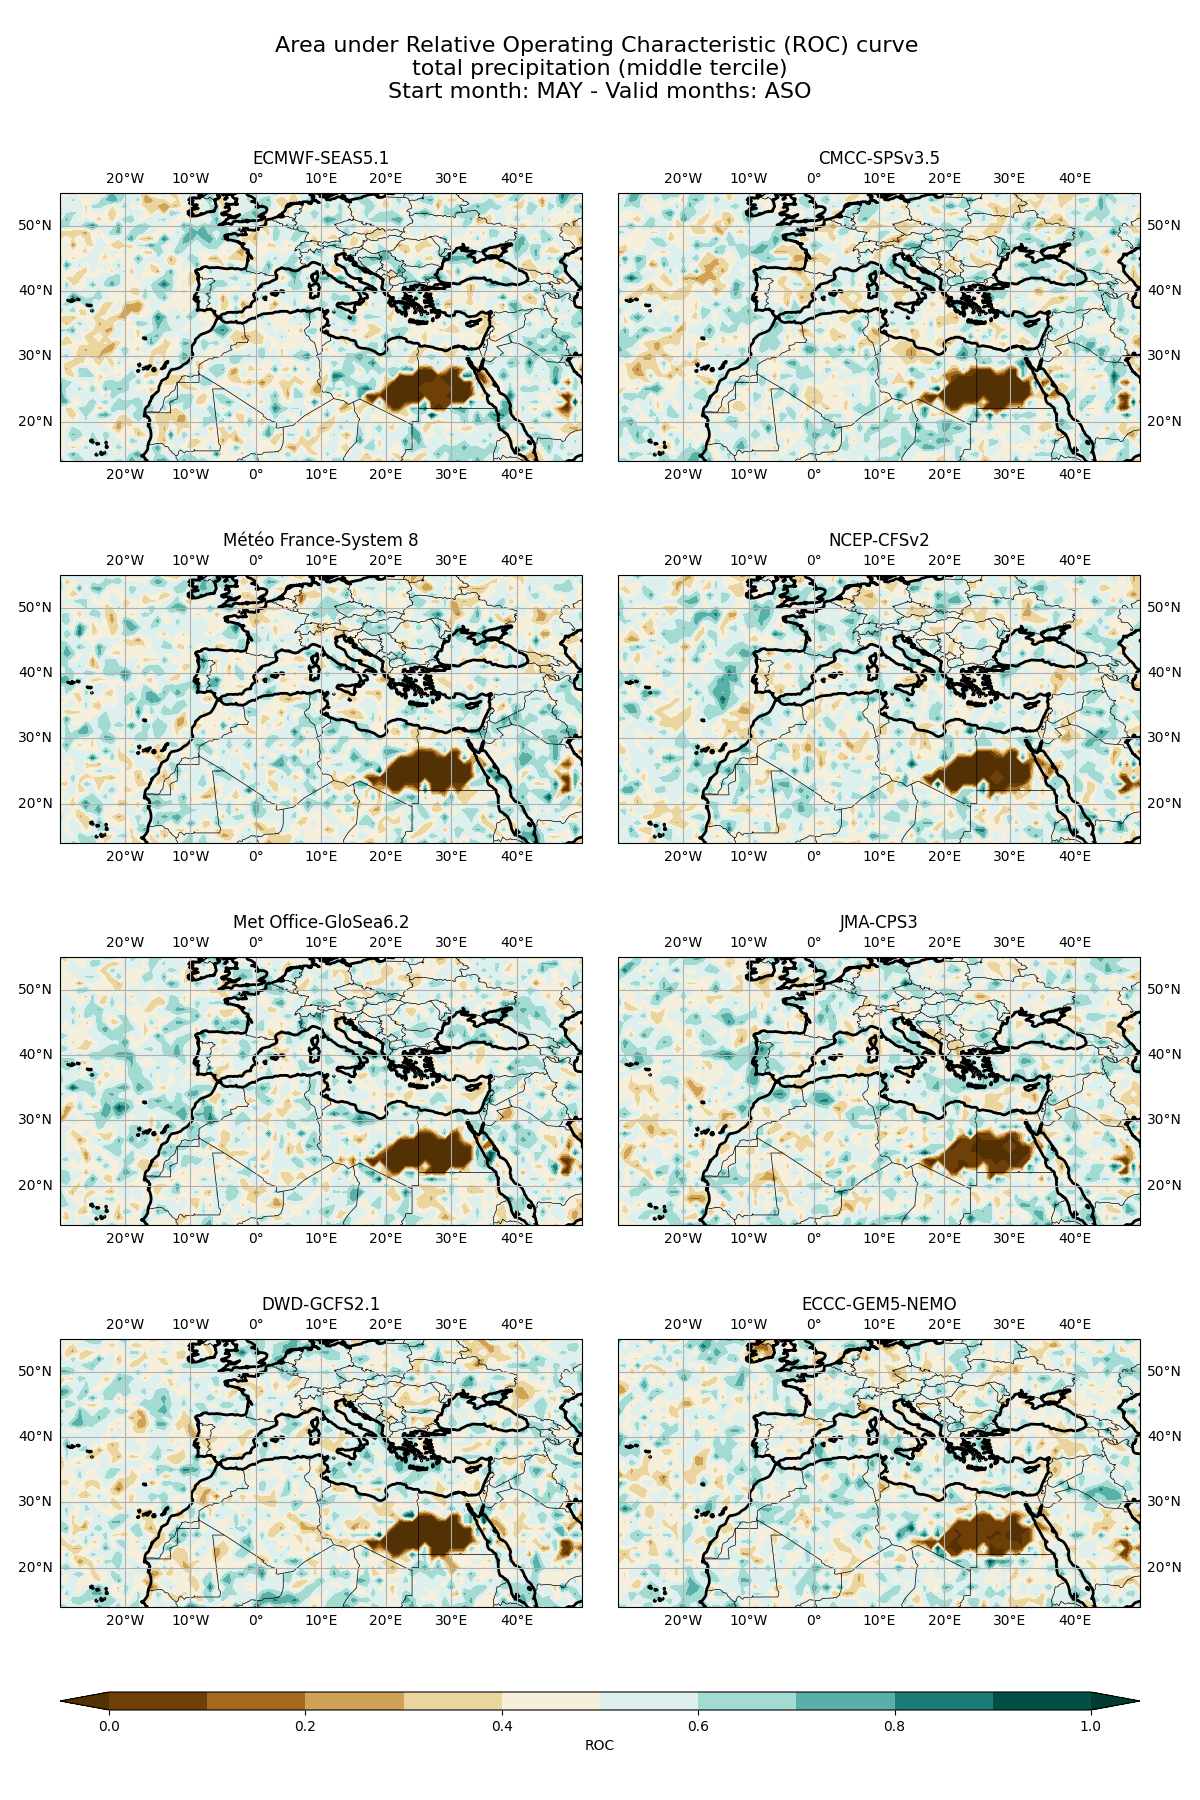 Area under Relative Operating Characteristic (ROC) curve
total precipitation (middle tercile)
Start month: MAY - Valid months: ASO
ECMWF-SEAS5.1
20°W 10°W 0° 10°E 20°E 30°E 40°E
50°N
40°N
30°N
20°N
20°W 10°W 0° 10°E 20°E 30°E 40°E
CMCC-SPSv3.5
20°W 10°W 0° 10°E 20°E 30°E 40°E
50°N
40°N
30°N
20°N
20°W 10°W 0° 10°E 20°E 30°E 40°E
Météo France-System 8
20°W 10°W 0° 10°E 20°E 30°E 40°E
50°N
40°N
30°N
20°N
20°W 10°W 0° 10°E 20°E 30°E 40°E
NCEP-CFSv2
20°W 10°W 0° 10°E 20°E 30°E 40°E
50°N
40°N
30°N
20°N
20°W 10°W 0° 10°E 20°E 30°E 40°E
Met Office-GloSea6.2
20°W 10°W 0° 10°E 20°E 30°E 40°E
50°N
40°N
30°N
20°N
20°W 10°W 0° 10°E 20°E 30°E 40°E
JMA-CPS3
20°W 10°W 0° 10°E 20°E 30°E 40°E
50°N
40°N
30°N
20°N
20°W 10°W 0° 10°E 20°E 30°E 40°E
DWD-GCFS2.1
20°W 10°W 0° 10°E 20°E 30°E 40°E
50°N
40°N
30°N
20°N
20°W 10°W 0° 10°E 20°E 30°E 40°E
ECCC-GEM5-NEMO
20°W 10°W 0° 10°E 20°E 30°E 40°E
50°N
40°N
30°N
20°N
20°W 10°W 0° 10°E 20°E 30°E 40°E
0.0 0.2 0.4 0.6 0.8 1.0
ROC